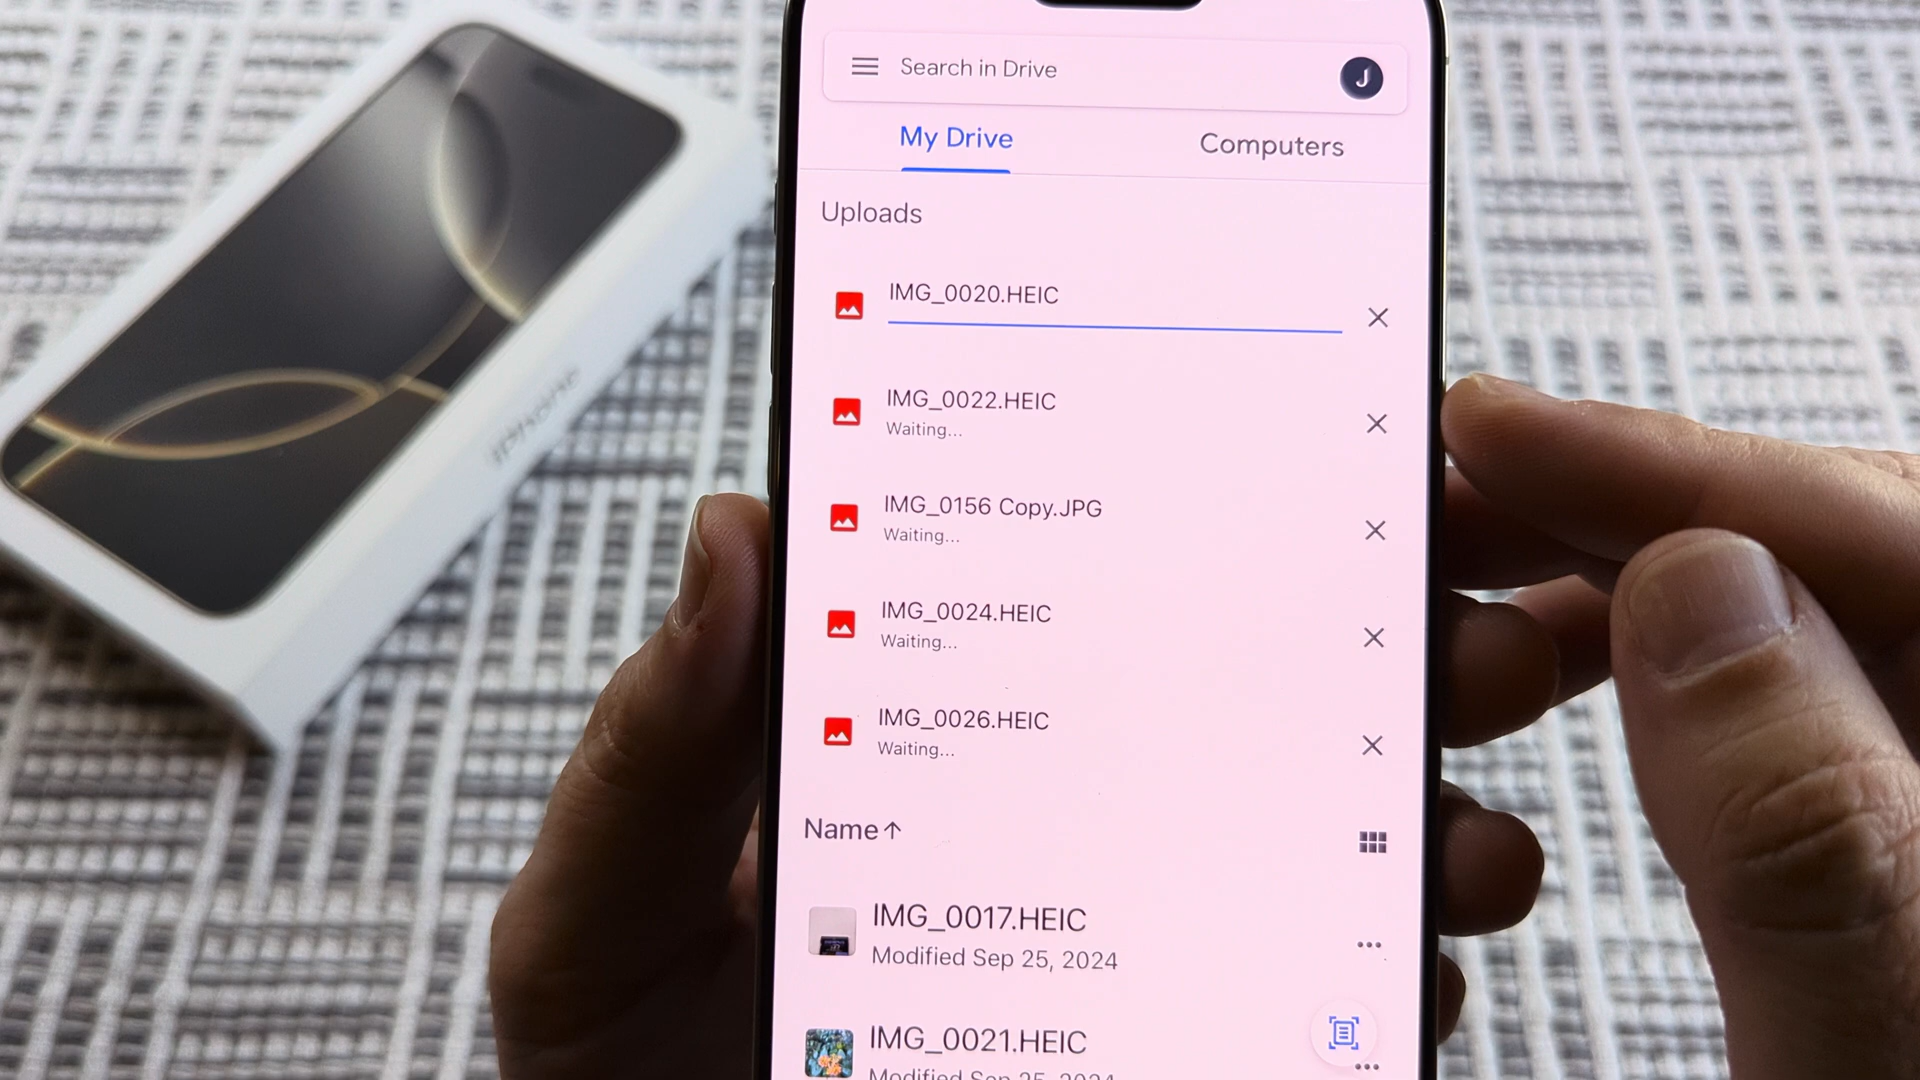 iPhone
Search in Drive
J
My Drive
Computers
Uploads
IMG_0020.HEIC
IMG_0022.HEIC
Waiting...
IMG_0156 Copy.JPG
Waiting...
IMG_0024.HEIC
Waiting...
IMG_0026.HEIC
Waiting...
Name↑
IMG_0017.HEIC
Modified Sep 25, 2024
IMG_0021.HEIC
Modified Sep 25, 2024